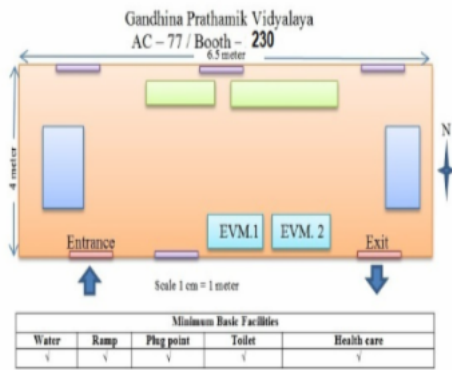 Gandhina Prathamik Vidyalaya
AC – 77 / Booth – 230
6.5 meter
4 meter
N
EVM.1 EVM. 2
Entrance Exit
Scale 1 cm = 1 meter
Minimum Basic Facilities
Water Ramp Plug point Toilet Health care
√ √ √ √ √